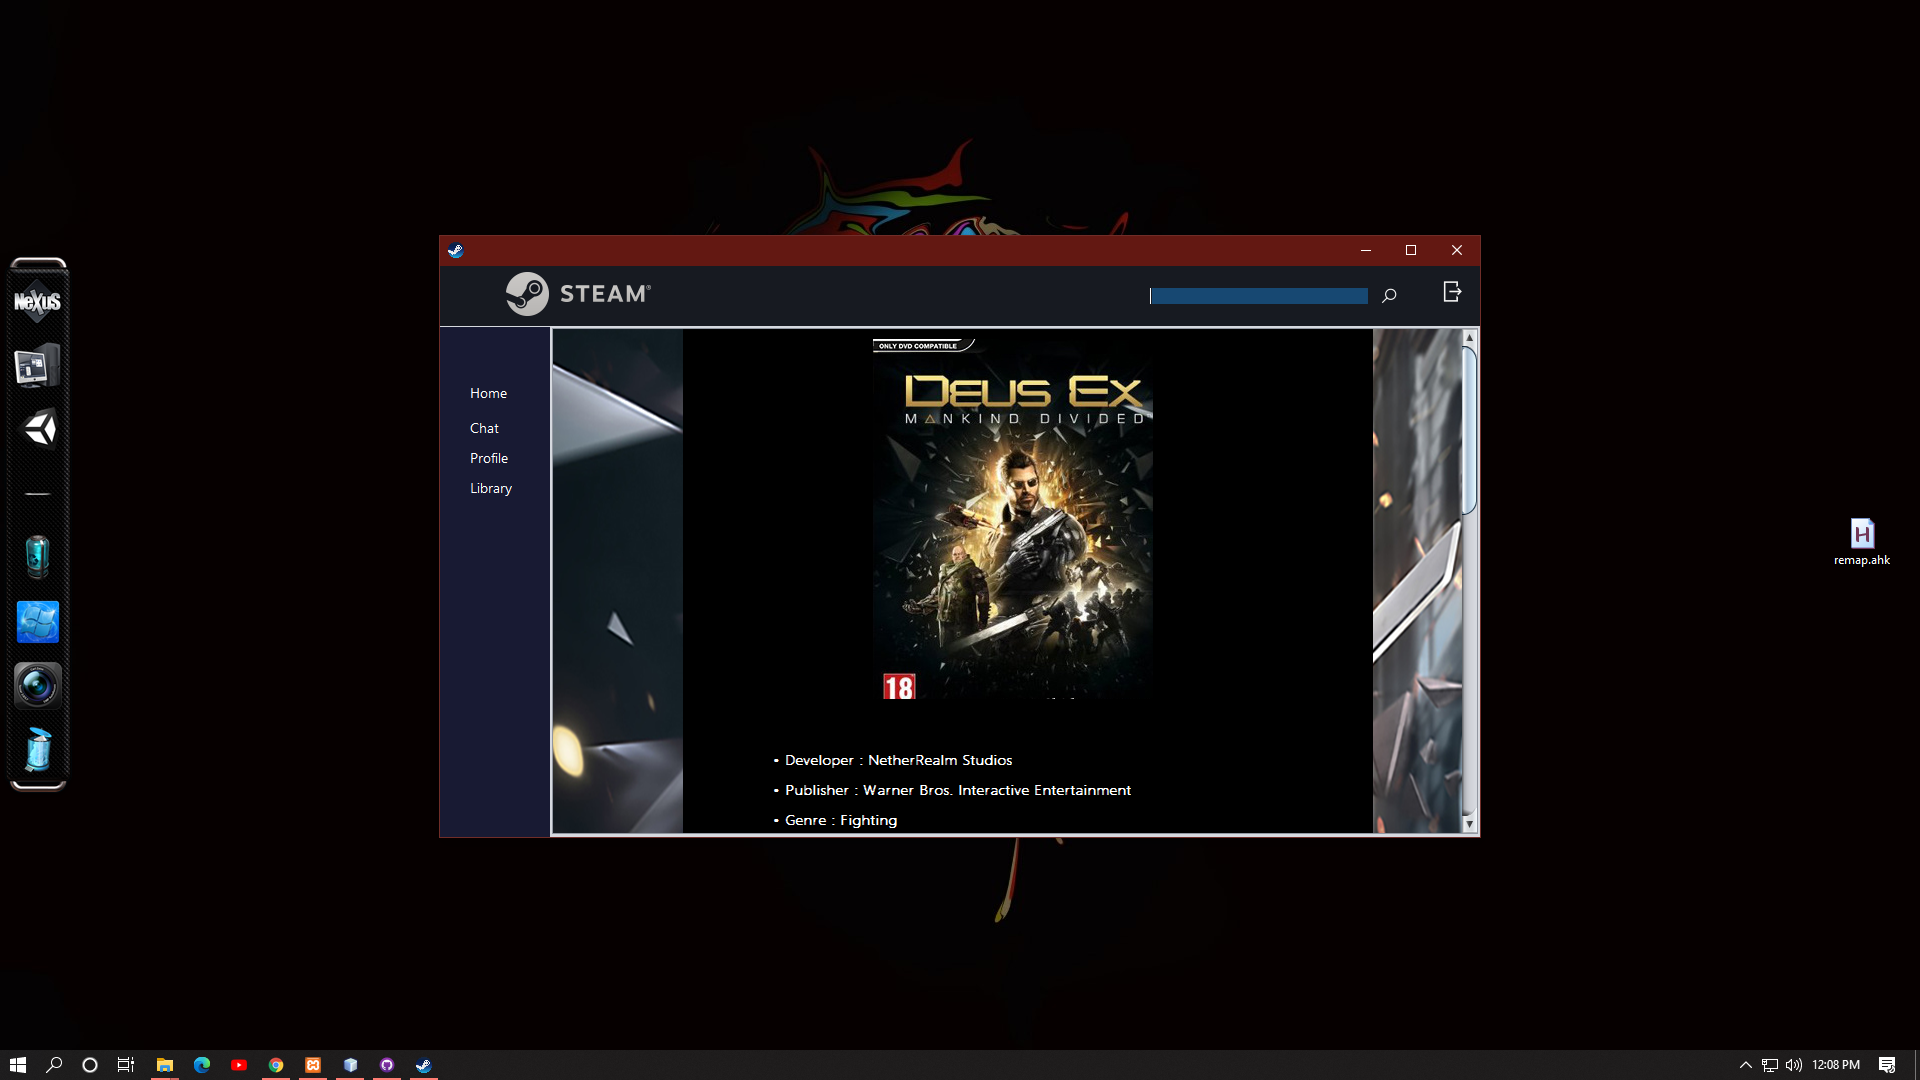 STEAM®
NEXUS
Home
Chat
Profile
Library
ONLY DVD COMPATIBLE
DEUS EX
MANKIND DIVIDED
18
• Developer : NetherRealm Studios
• Publisher : Warner Bros. Interactive Entertainment
• Genre : Fighting
H
remap.ahk
12:08 PM